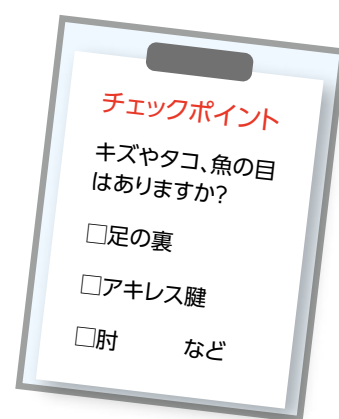 チェックポイント
キズやタコ、魚の目
はありますか?
□足の裏
□アキレス腱
□肘　　　など